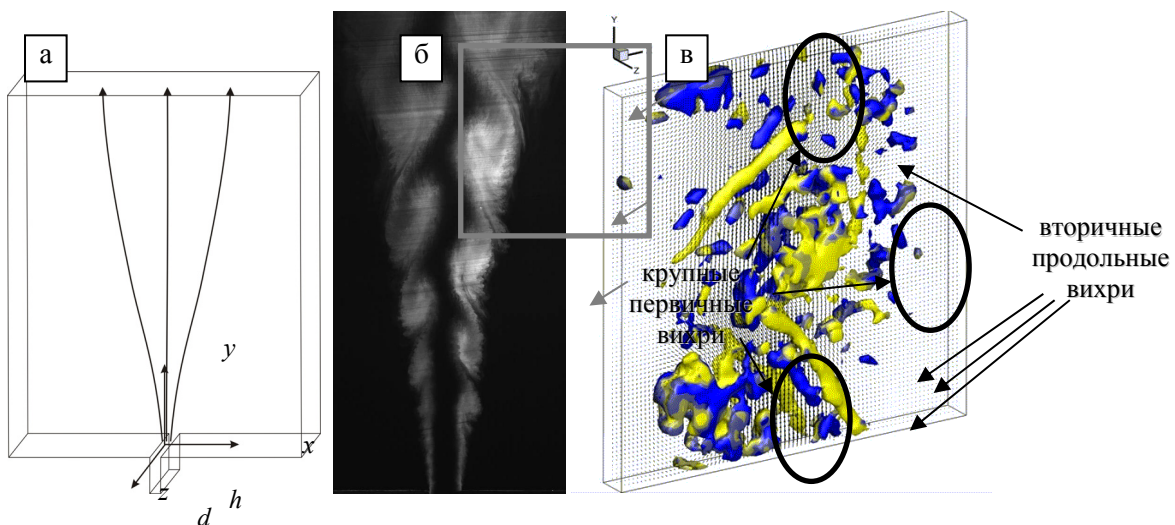 а
б
в
Y
Z
y
x
z
h
d
крупные
первичные
вихри
вторичные
продольные
вихри